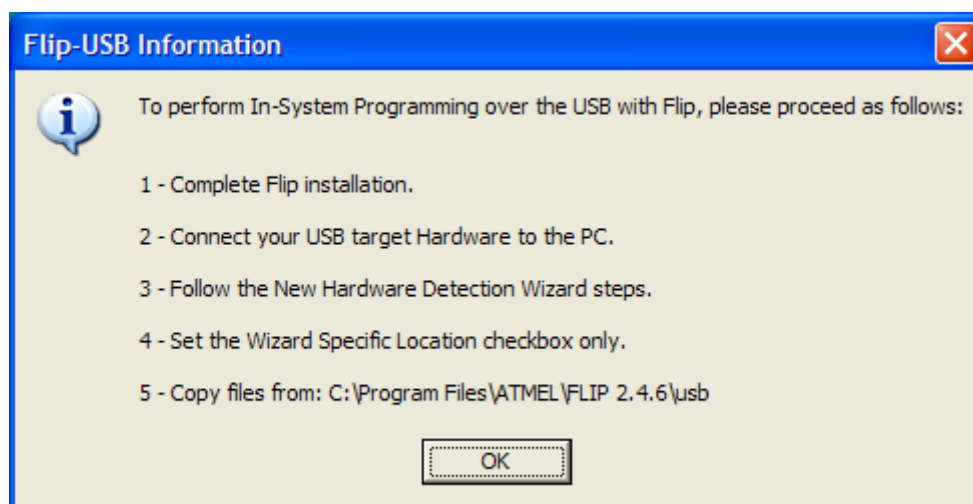 Flip-USB Information
To perform In-System Programming over the USB with Flip, please proceed as follows:
1 - Complete Flip installation.
2 - Connect your USB target Hardware to the PC.
3 - Follow the New Hardware Detection Wizard steps.
4 - Set the Wizard Specific Location checkbox only.
5 - Copy files from: C:\Program Files\ATMEL\FLIP 2.4.6\usb
OK